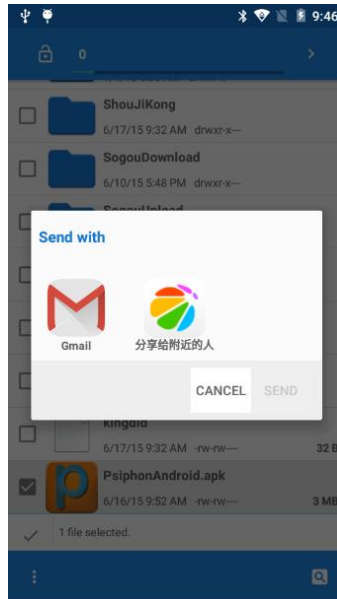 9:46
0
ShouJiKong
6/17/15 9:32 AM drwxr-x—
SogouDownload
6/10/15 5:48 PM drwxr-x—
SogouUpload
Send with
Gmail
分享给附近的人
CANCEL
SEND
kingdid
6/17/15 9:32 AM -rw-rw— 32 B
PsiphonAndroid.apk
6/16/15 9:52 AM -rw-rw— 3 MB
1 file selected.